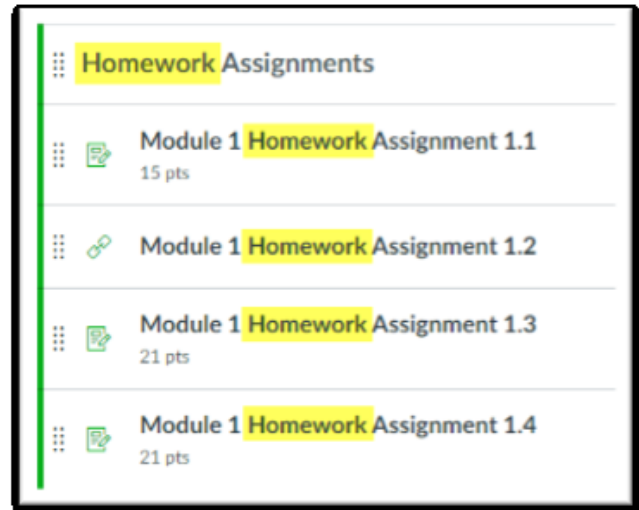 Homework Assignments
Module 1 Homework Assignment 1.1
15 pts
Module 1 Homework Assignment 1.2
Module 1 Homework Assignment 1.3
21 pts
Module 1 Homework Assignment 1.4
21 pts